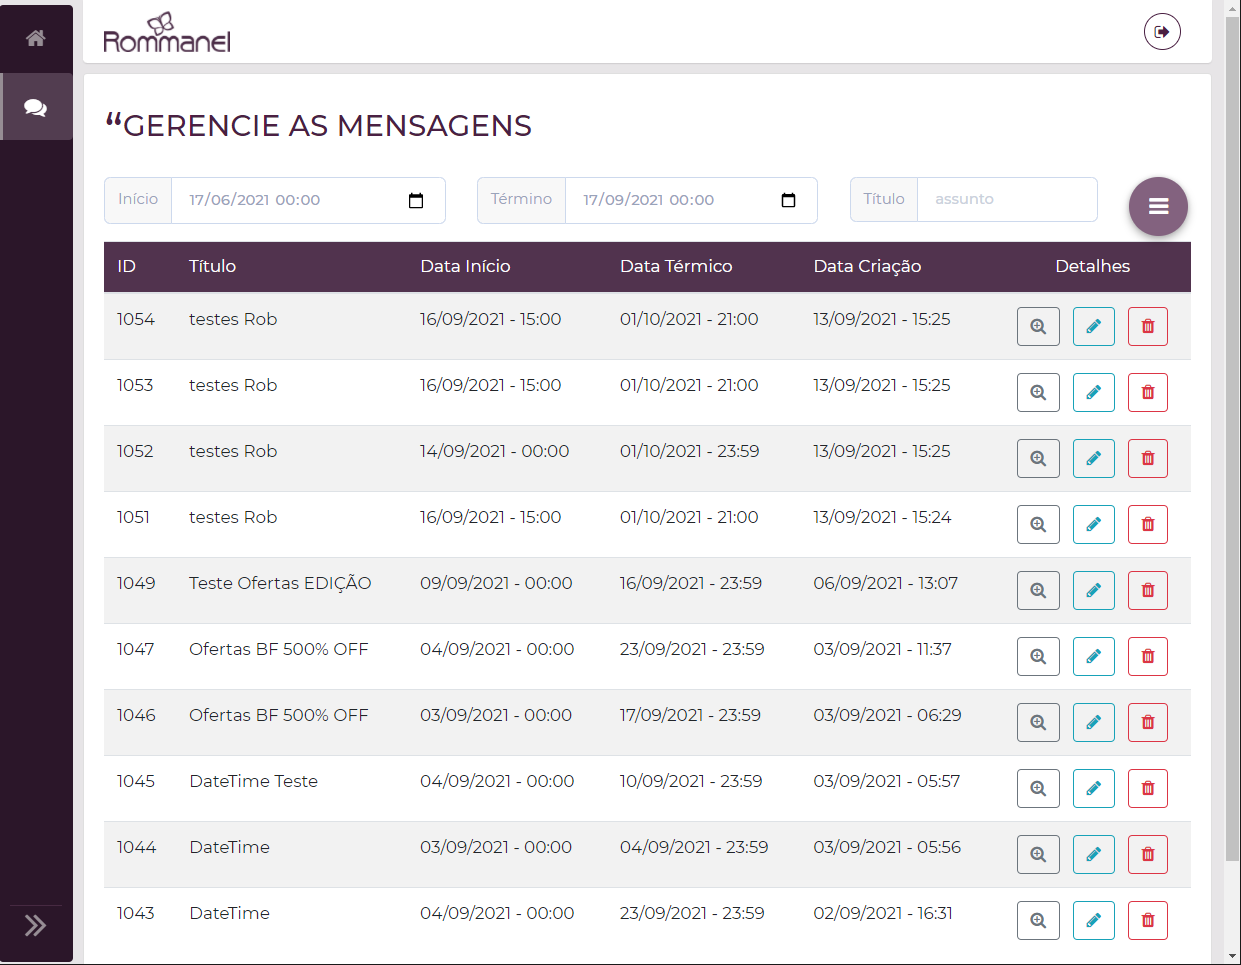 Rommanel
“GERENCIE AS MENSAGENS
Início 17/06/2021 00:00 Término 17/09/2021 00:00 Título assunto
ID Título Data Início Data Térmico Data Criação Detalhes
1054 testes Rob 16/09/2021 - 15:00 01/10/2021 - 21:00 13/09/2021 - 15:25
1053 testes Rob 16/09/2021 - 15:00 01/10/2021 - 21:00 13/09/2021 - 15:25
1052 testes Rob 14/09/2021 - 00:00 01/10/2021 - 23:59 13/09/2021 - 15:25
1051 testes Rob 16/09/2021 - 15:00 01/10/2021 - 21:00 13/09/2021 - 15:24
1049 Teste Ofertas EDIÇÃO 09/09/2021 - 00:00 16/09/2021 - 23:59 06/09/2021 - 13:07
1047 Ofertas BF 500% OFF 04/09/2021 - 00:00 23/09/2021 - 23:59 03/09/2021 - 11:37
1046 Ofertas BF 500% OFF 03/09/2021 - 00:00 17/09/2021 - 23:59 03/09/2021 - 06:29
1045 DateTime Teste 04/09/2021 - 00:00 10/09/2021 - 23:59 03/09/2021 - 05:57
1044 DateTime 03/09/2021 - 00:00 04/09/2021 - 23:59 03/09/2021 - 05:56
1043 DateTime 04/09/2021 - 00:00 23/09/2021 - 23:59 02/09/2021 - 16:31